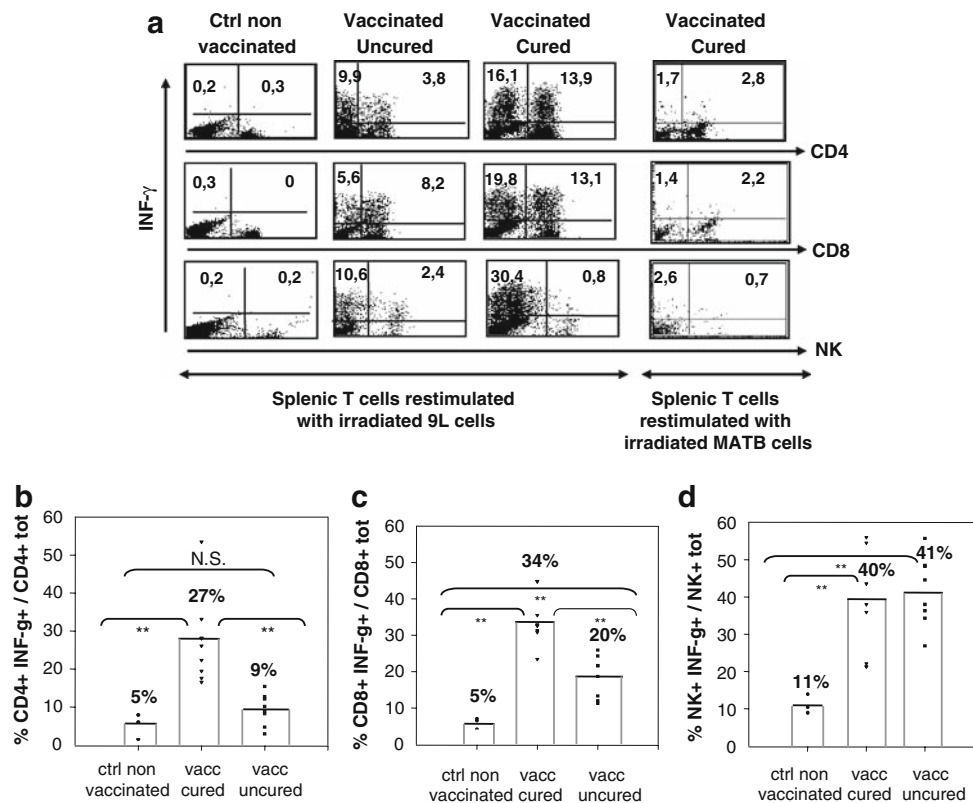 a
Ctrl non
vaccinated
Vaccinated
Uncured
Vaccinated
Cured
Vaccinated
Cured
INF-γ
0,2 0,3
9,9 3,8
16,1 13,9
1,7 2,8
CD4
0,3 0
5,6 8,2
19,8 13,1
1,4 2,2
CD8
0,2 0,2
10,6 2,4
30,4 0,8
2,6 0,7
NK
Splenic T cells restimulated
with irradiated 9L cells
Splenic T cells
restimulated with
irradiated MATB cells
b
% CD4+ INF-g+ / CD4+ tot
60
50
40
30
20
10
0
N.S.
27%
**
**
5%
9%
ctrl non
vaccinated
vacc
cured
vacc
uncured
c
% CD8+ INF-g+ / CD8+ tot
60
50
40
30
20
10
0
34%
**
**
**
20%
5%
ctrl non
vaccinated
vacc
cured
vacc
uncured
d
% NK+ INF-g+ / NK+ tot
60
50
40
30
20
10
0
41%
**
40%
**
11%
ctrl non
vaccinated
vacc
cured
vacc
uncured